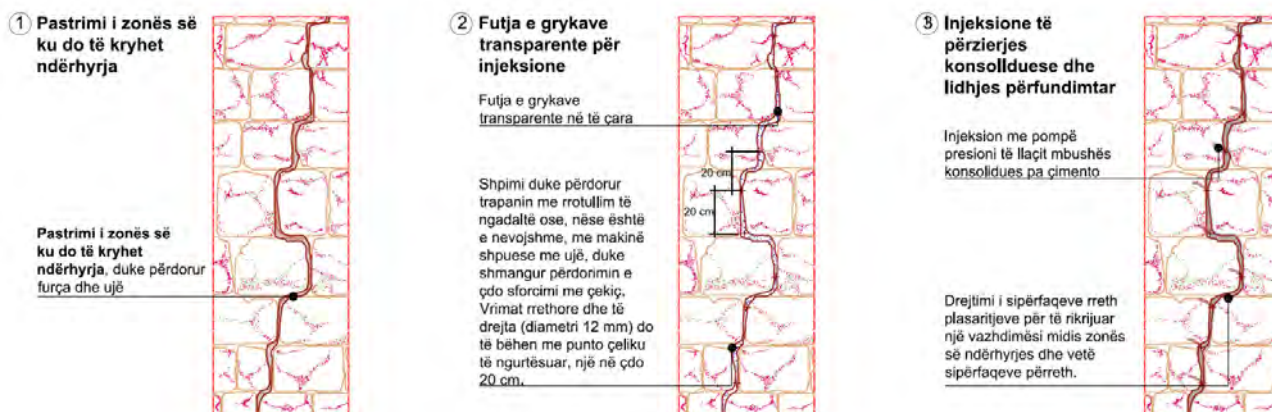 1 Pastrimi i zonës së
ku do të kryhet
ndërhyrja
Pastrimi i zonës së
ku do të kryhet
ndërhyrja, duke përdorur
furça dhe ujë
2 Futja e grykave
transparente për
injeksione
Futja e grykave
transparente në të çara
20 cm
20 cm
Shpimi duke përdorur
trapanin me rrotullim të
ngadaltë ose, nëse është
e nevojshme, me makinë
shpuese me ujë, duke
shmangur përdorimin e
çdo sforcimi me çekiç.
Vrimat rrethore dhe të
drejta (diametri 12 mm) do
të bëhen me punto çeliku
të ngurtësuar, një në çdo
20 cm.
3 Injeksione të
përzierjes
konsollduese dhe
lidhjes përfundimtar
Injeksion me pompë
presioni të llaçit mbushës
konsolidues pa çimento
Drejtimi i sipërfaqeve rreth
plasaritjeve për të rikrijuar
një vazhdimësi midis zonës
së ndërhyrjes dhe vetë
sipërfaqeve përreth.